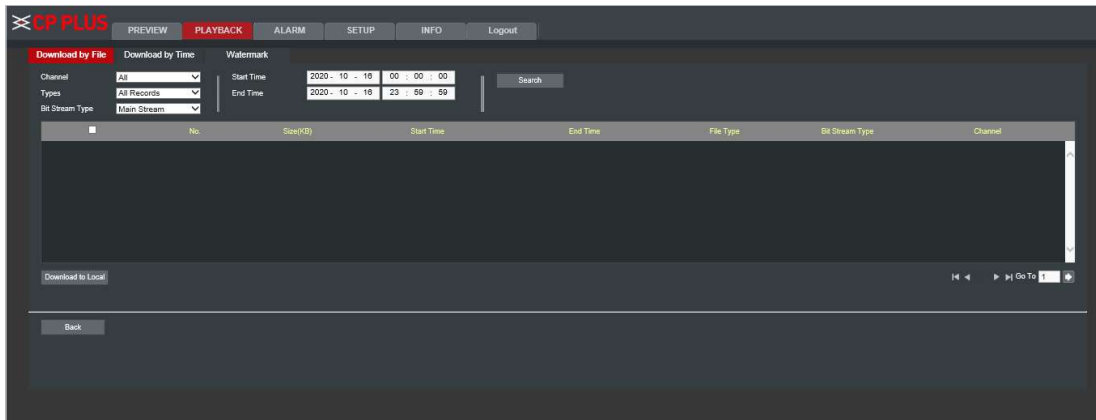 CP PLUS
PREVIEW PLAYBACK ALARM SETUP INFO Logout
Download by File Download by Time Watermark
Channel All Start Time 2020 - 10 - 16 00 : 00 : 00 Search
Types All Records End Time 2020 - 10 - 16 23 : 59 : 59
Bit Stream Type Main Stream
No. Size(KB) Start Time End Time File Type Bit Stream Type Channel
Download to Local Go To 1
Back